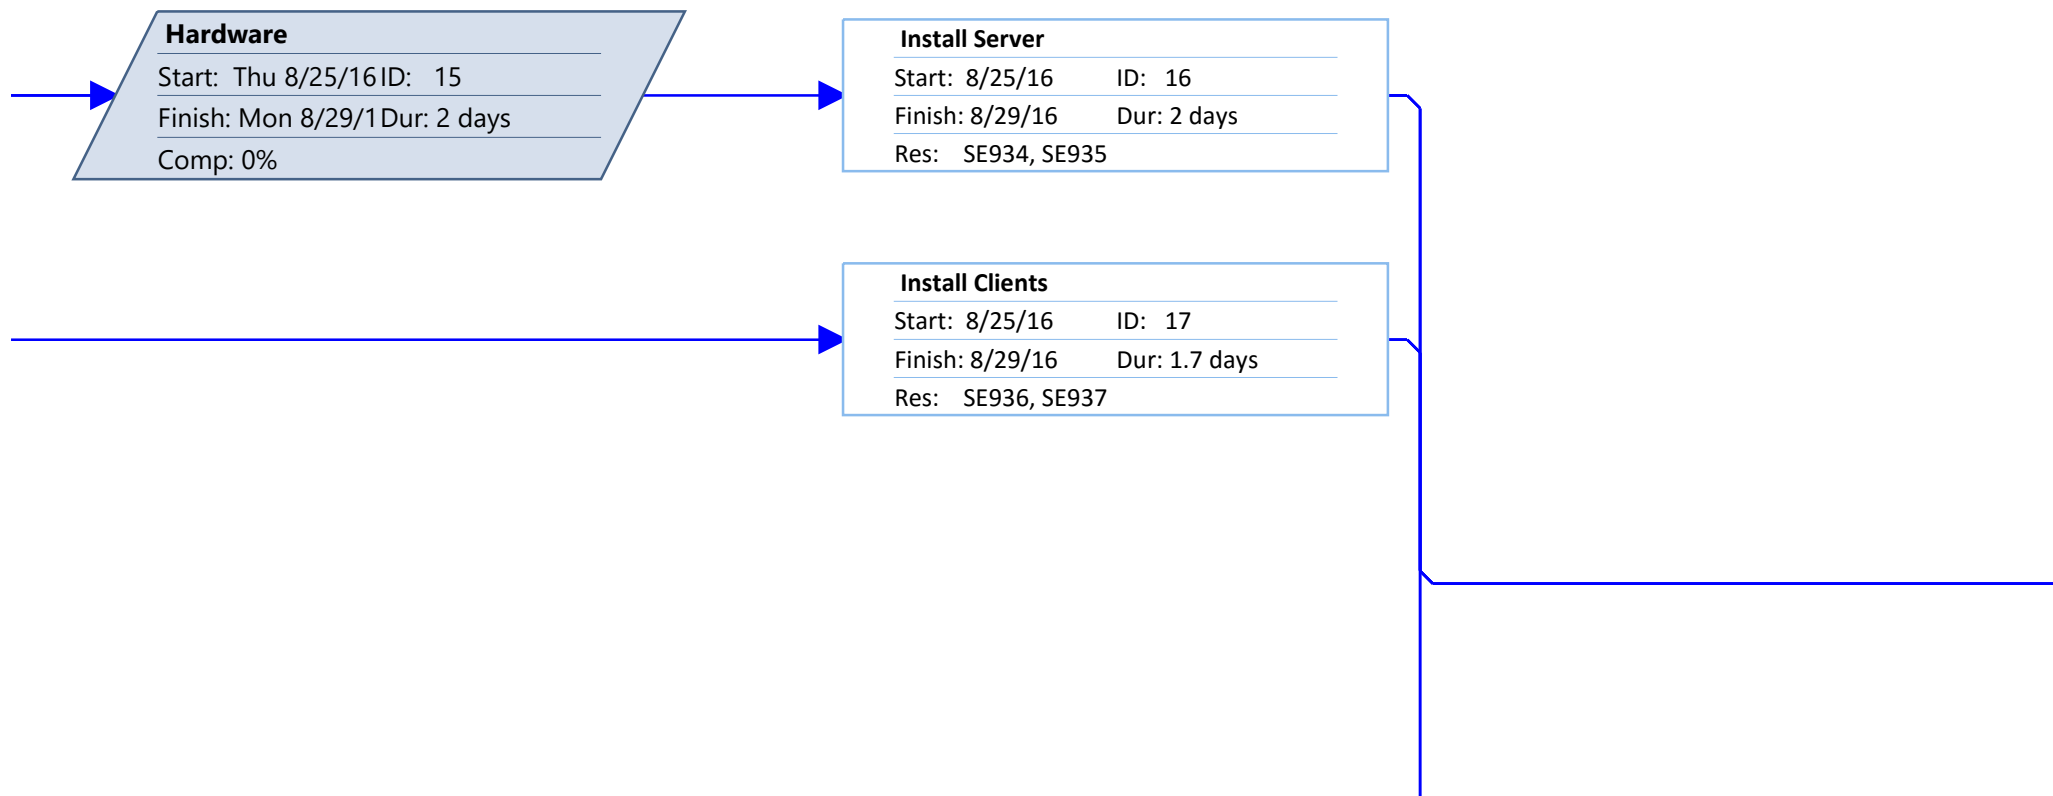 Hardware
Start: Thu 8/25/16 ID: 15
Finish: Mon 8/29/1 Dur: 2 days
Comp: 0%
Install Server
Start: 8/25/16 ID: 16
Finish: 8/29/16 Dur: 2 days
Res: SE934, SE935
Install Clients
Start: 8/25/16 ID: 17
Finish: 8/29/16 Dur: 1.7 days
Res: SE936, SE937